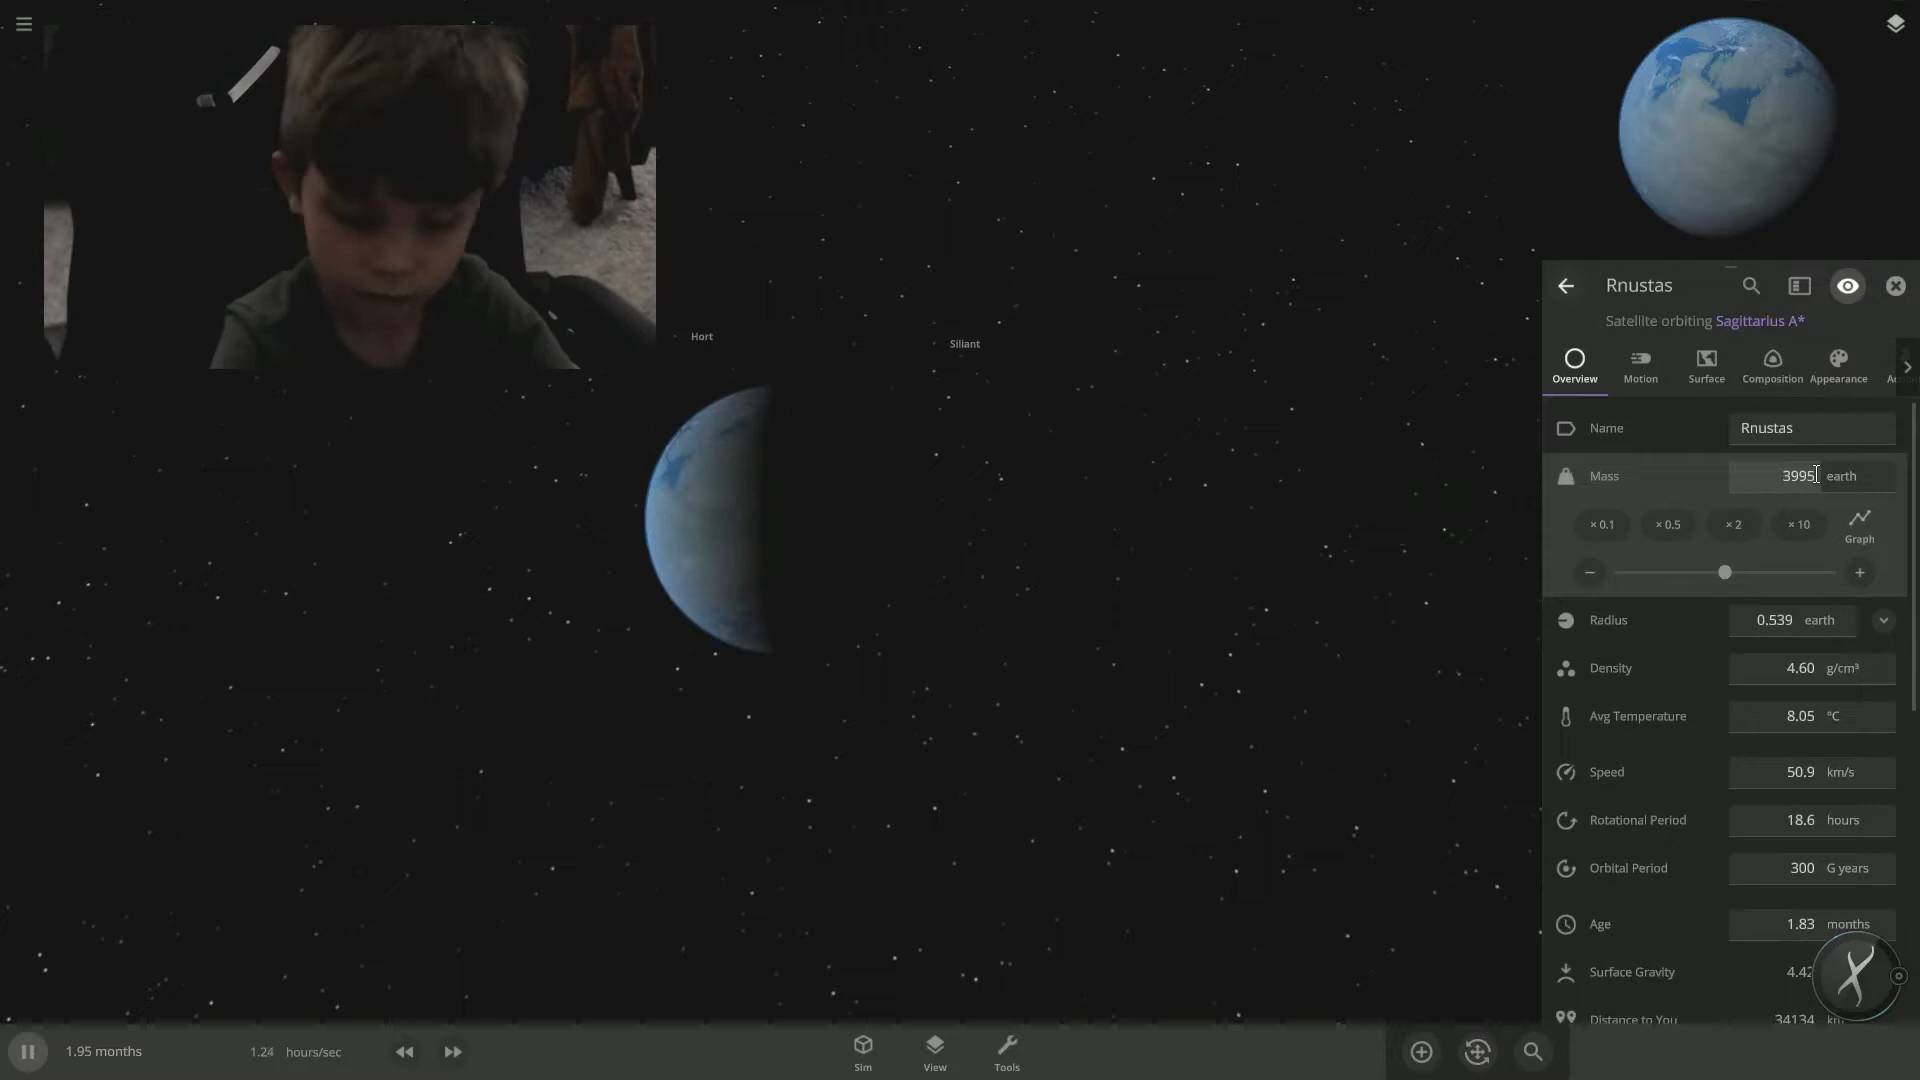 Rnustas
Satellite orbiting Sagittarius A*
Overview Motion Surface Composition Appearance
Name Rnustas
Mass 3995 earth
× 0.1 × 0.5 × 2 × 10 Graph
Radius 0.539 earth
Density 4.60 g/cm³
Avg Temperature 8.05 °C
Speed 50.9 km/s
Rotational Period 18.6 hours
Orbital Period 300 G years
Age 1.83 months
Surface Gravity 4.42
Distance to You 34134
Hort
Siliant
1.95 months 1.24 hours/sec
Sim View Tools